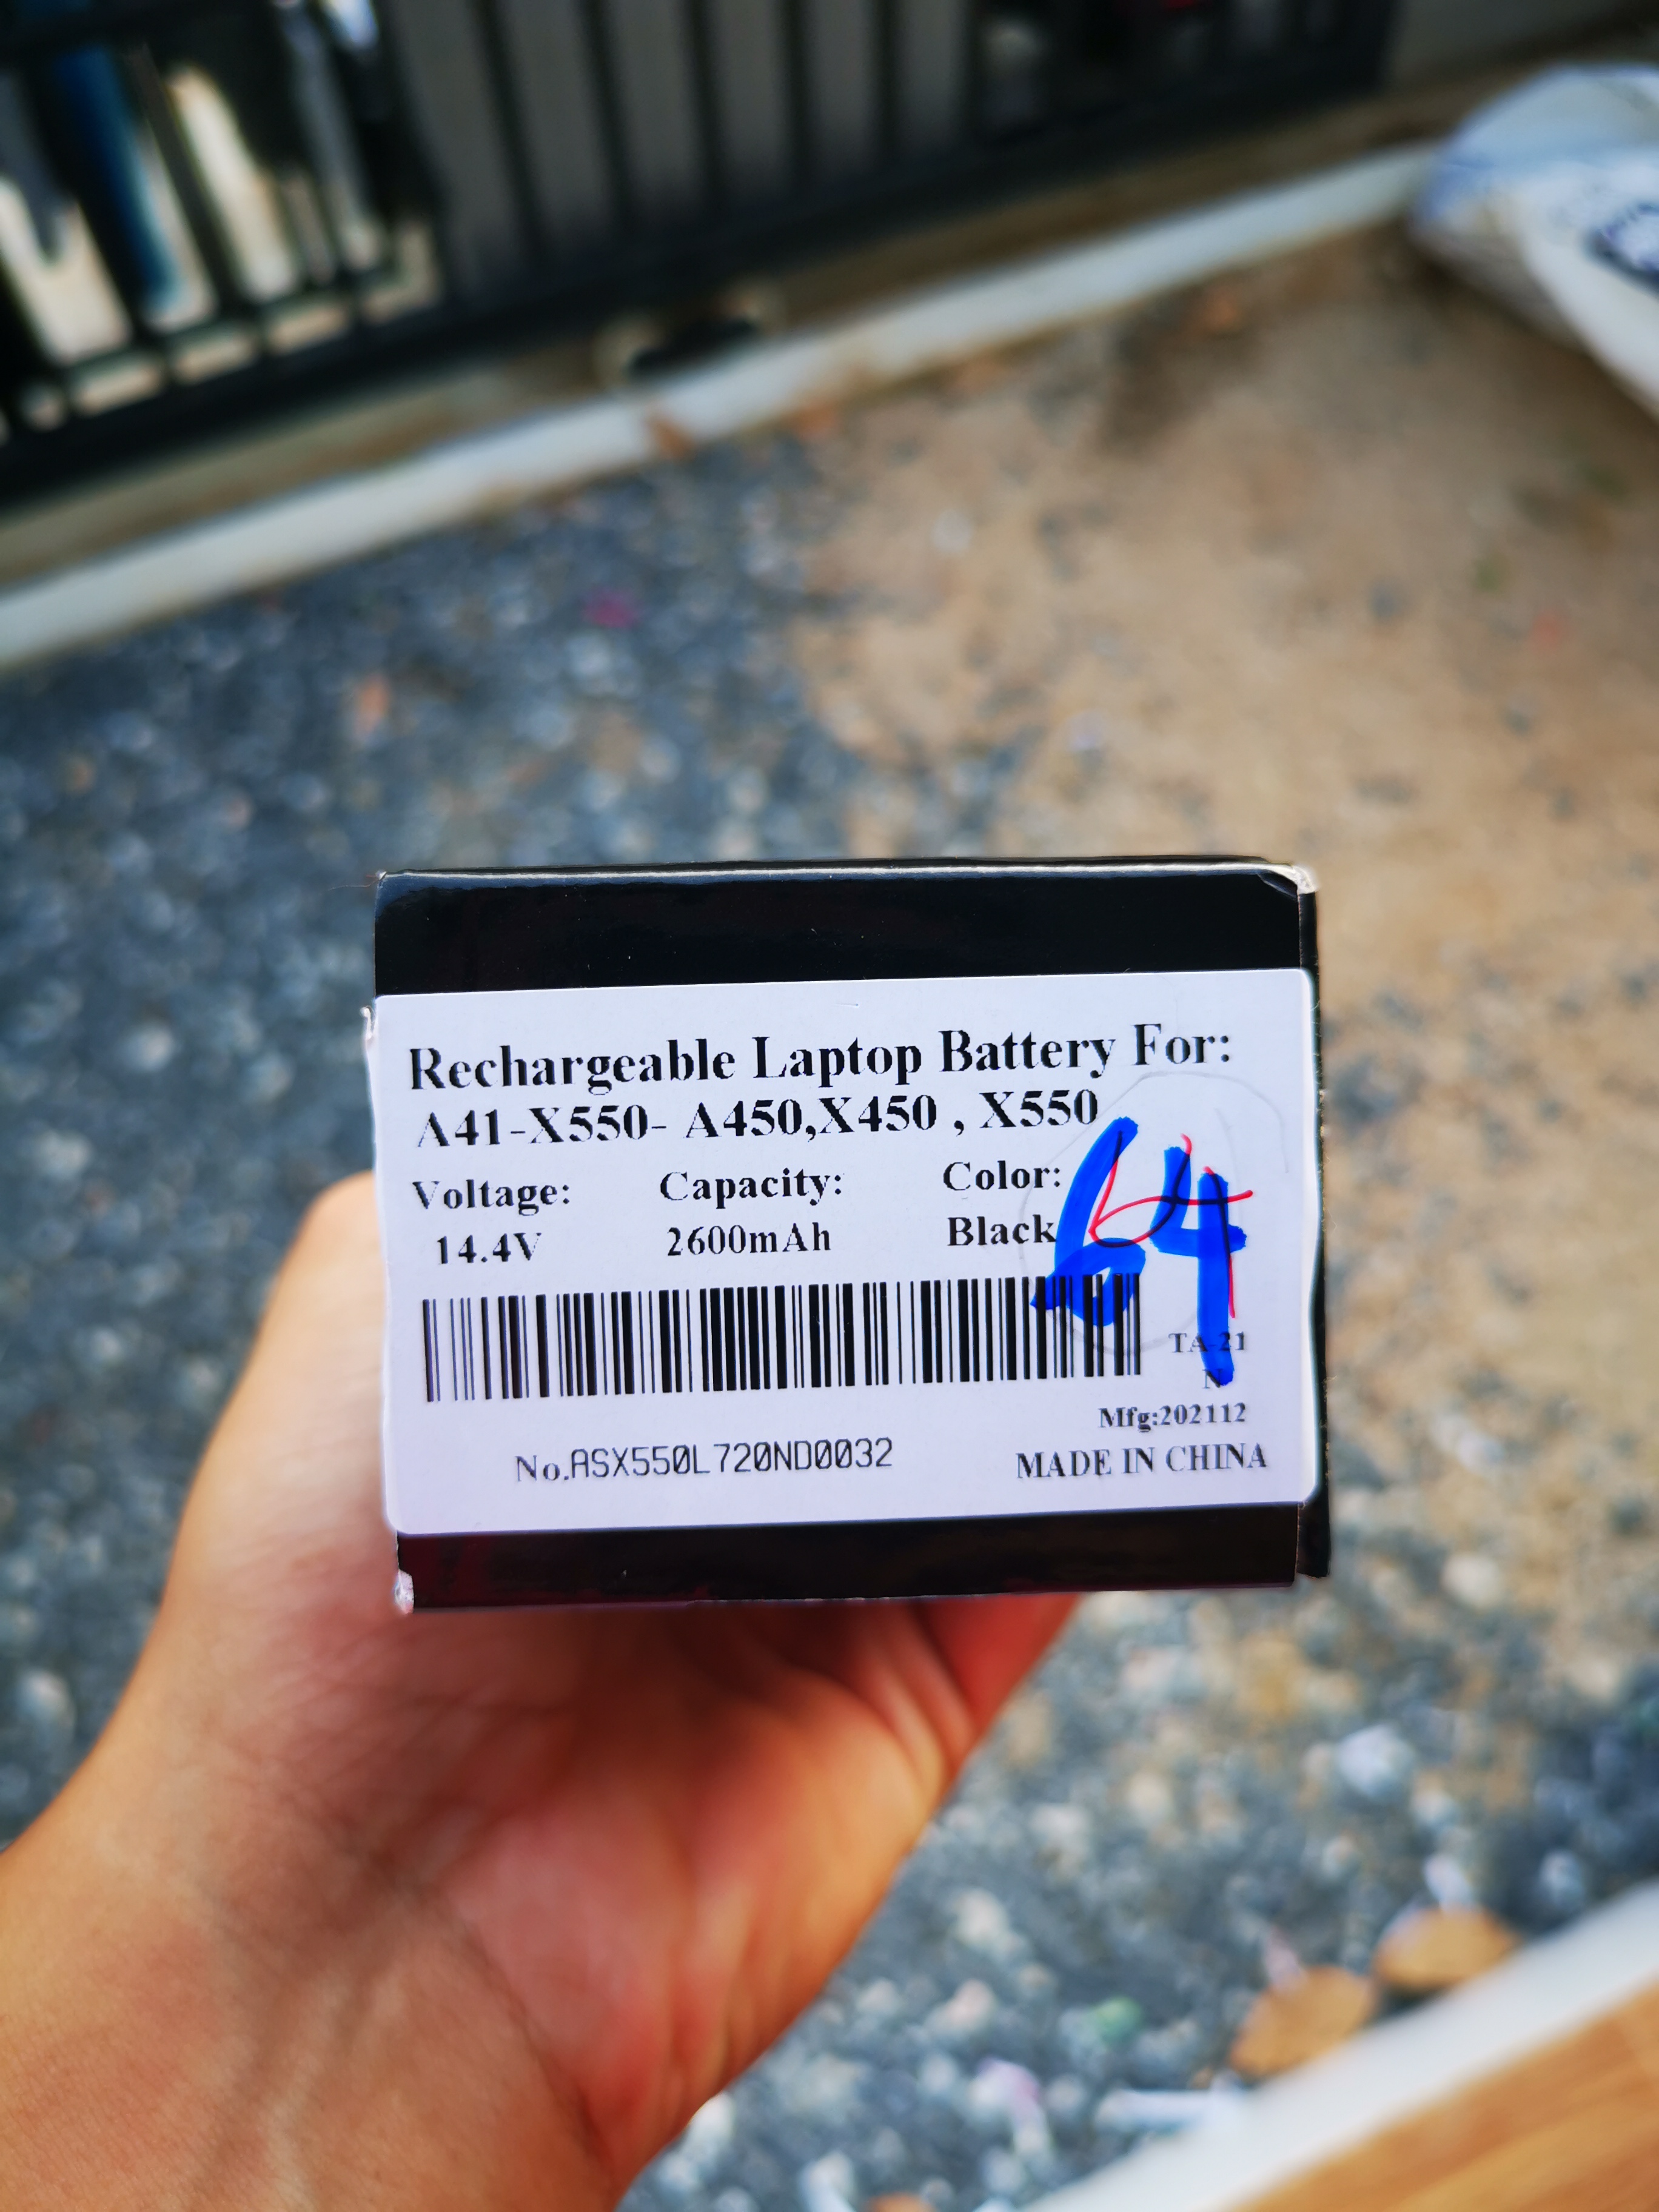 Rechargeable Laptop Battery For:
A41-X550- A450,X450 , X550
Voltage: Capacity: Color:
14.4V 2600mAh Black
64
TA-21
N
Mfg:202112
No.ASX550L720ND0032 MADE IN CHINA